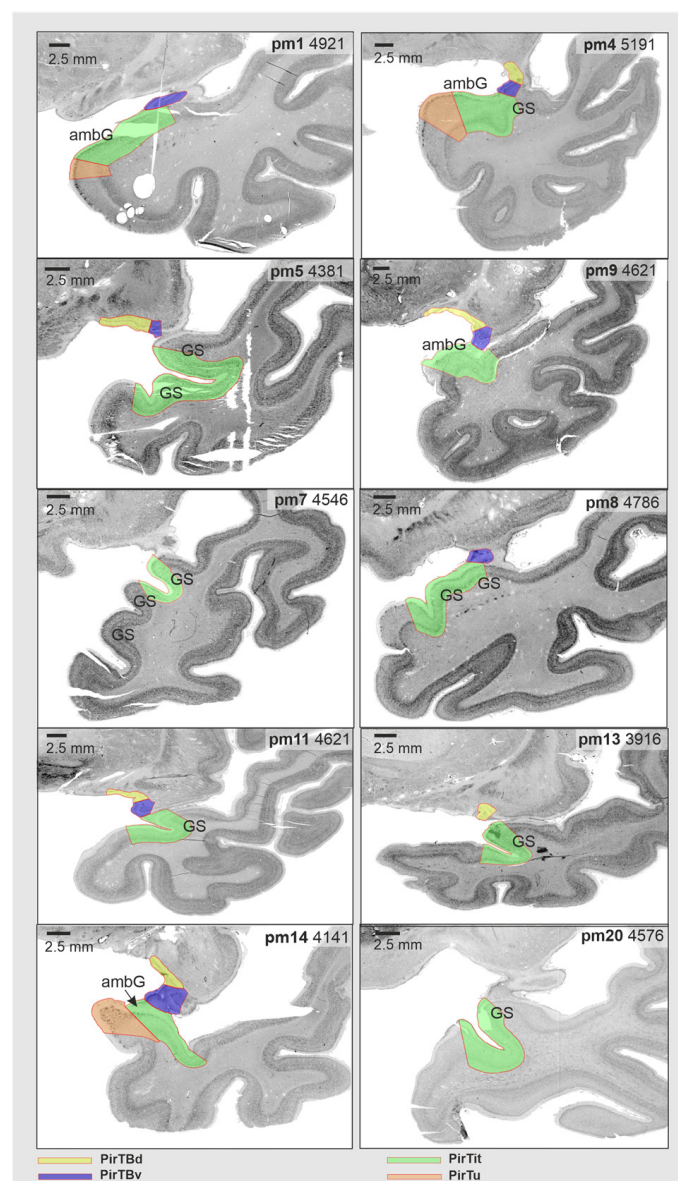 pm1 4921
2.5 mm
ambG
pm4 5191
2.5 mm
ambG
GS
pm5 4381
2.5 mm
GS
GS
pm9 4621
2.5 mm
ambG
pm7 4546
2.5 mm
GS
GS
GS
pm8 4786
2.5 mm
GS
GS
pm11 4621
2.5 mm
GS
pm13 3916
2.5 mm
GS
pm14 4141
2.5 mm
ambG
pm20 4576
2.5 mm
GS
PirTBd
PirTit
PirTBv
PirTu